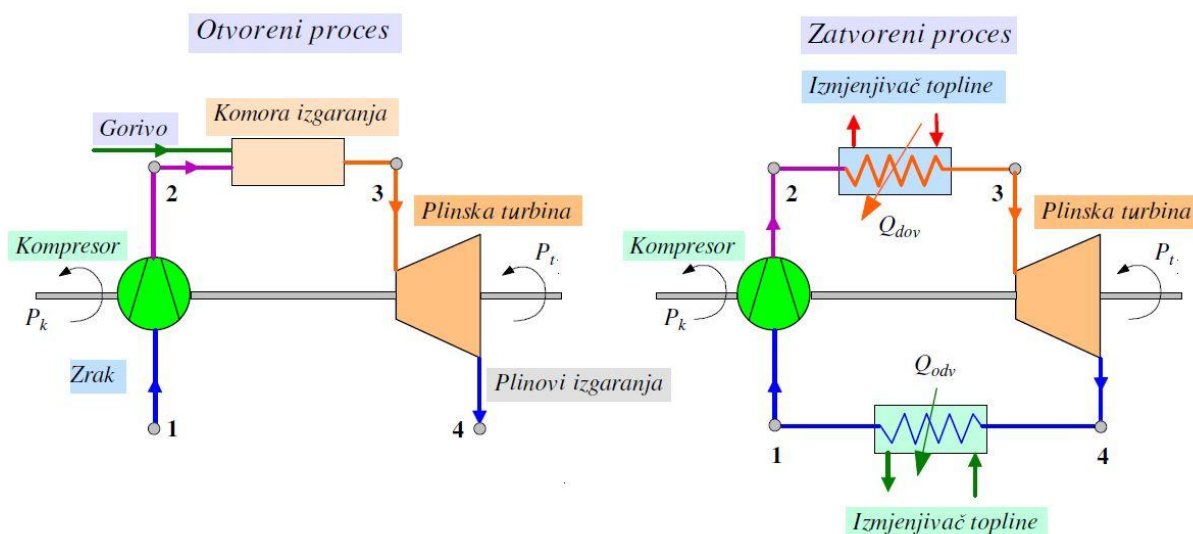 Otvoreni proces
Komora izgaranja
Gorivo
2
3
Plinska turbina
Kompresor
P_t.
P_k
Zrak
Plinovi izgaranja
1
4
Zatvoreni proces
Izmjenjivač topline
2
3
Q_dov
Plinska turbina
Kompresor
P_t.
P_k
Q_odv
1
4
Izmjenjivač topline